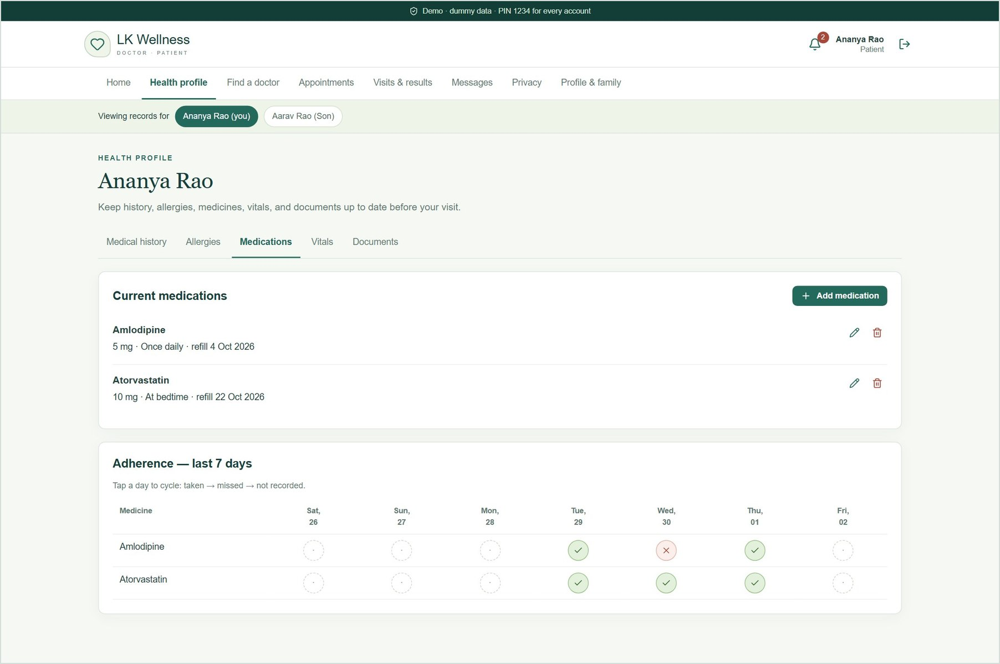 Demo · dummy data · PIN 1234 for every account
LK Wellness
DOCTOR · PATIENT
2
Ananya Rao
Patient
Home Health profile Find a doctor Appointments Visits & results Messages Privacy Profile & family
Viewing records for Ananya Rao (you) Aarav Rao (Son)
HEALTH PROFILE
Ananya Rao
Keep history, allergies, medicines, vitals, and documents up to date before your visit.
Medical history Allergies Medications Vitals Documents
Current medications
Add medication
Amlodipine
5 mg · Once daily · refill 4 Oct 2026
Atorvastatin
10 mg · At bedtime · refill 22 Oct 2026
Adherence — last 7 days
Tap a day to cycle: taken → missed → not recorded.
Medicine Sat, Sun, Mon, Tue, Wed, Thu, Fri,
26 27 28 29 30 01 02
Amlodipine
Atorvastatin